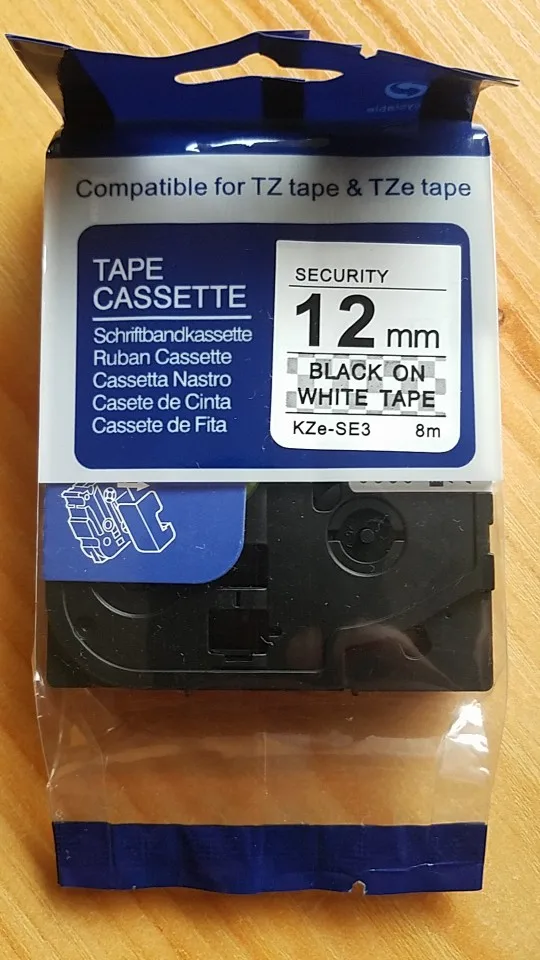 Compatible for TZ tape & TZe tape
TAPE
CASSETTE
Schriftbandkassette
Ruban Cassette
Cassetta Nastro
Casete de Cinta
Cassete de Fita
SECURITY
12 mm
BLACK ON
WHITE TAPE
KZe-SE3 8m